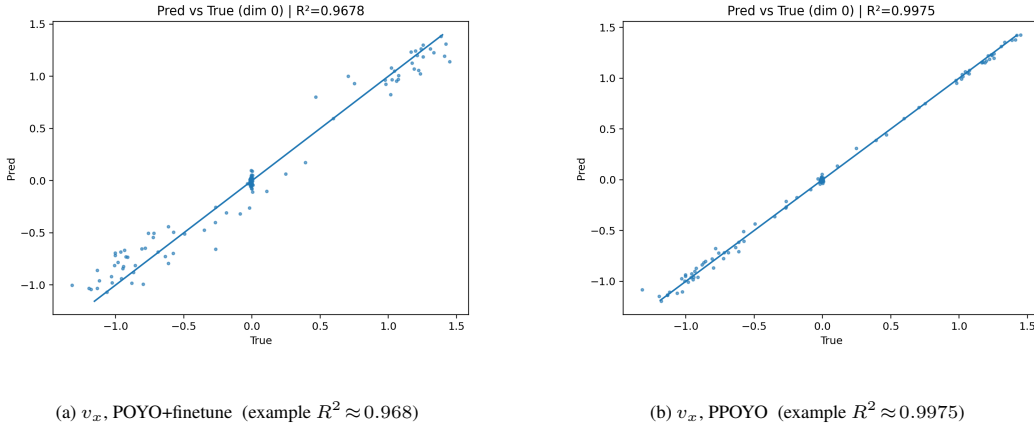 Pred vs True (dim 0) | R²=0.9678
1.5
1.0
0.5
0.0
−0.5
−1.0
Pred
−1.0 −0.5 0.0 0.5 1.0 1.5
True
(a) vₓ, POYO+finetune (example R² ≈ 0.968)
Pred vs True (dim 0) | R²=0.9975
1.5
1.0
0.5
0.0
−0.5
−1.0
Pred
−1.0 −0.5 0.0 0.5 1.0 1.5
True
(b) vₓ, PPOYO (example R² ≈ 0.9975)